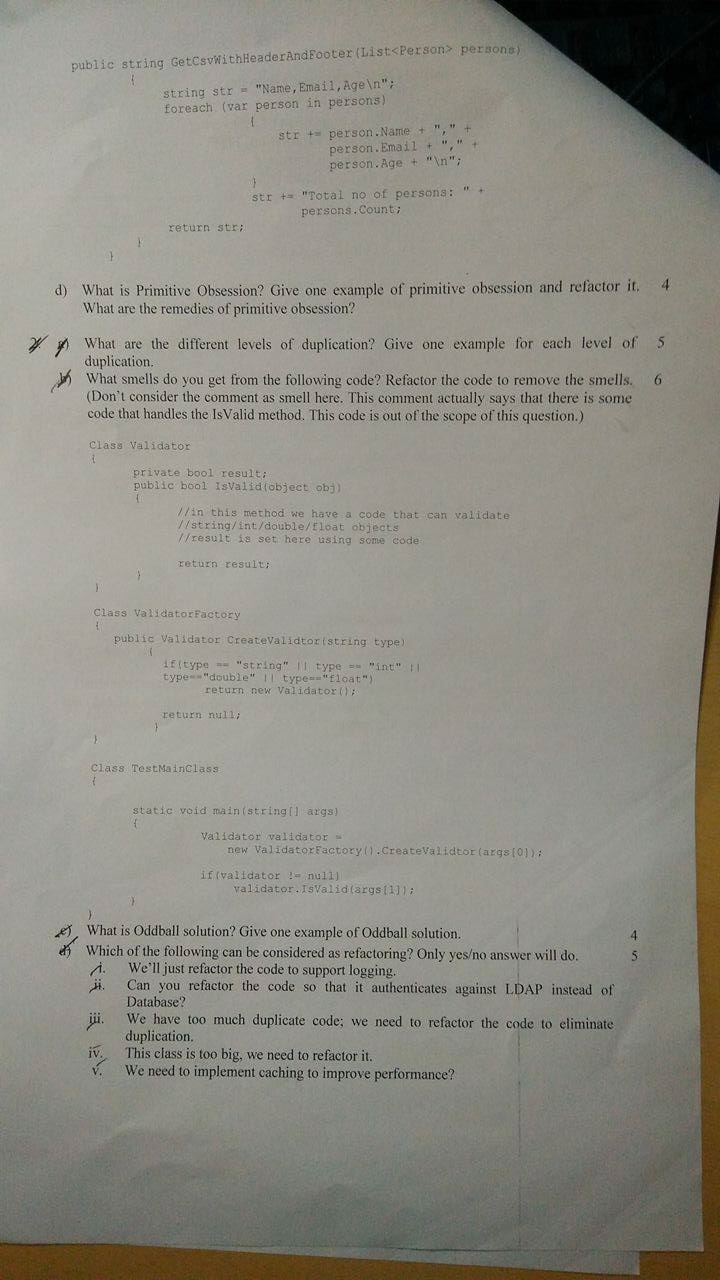 public string GetCsvWithHeaderAndFooter(List<Person> persons)
{
string str = "Name,Email,Age\n";
foreach (var person in persons)
{
str += person.Name + "," +
person.Email + "," +
person.Age + "\n";
}
str += "Total no of persons: " +
persons.Count;
return str;
}
}
d) What is Primitive Obsession? Give one example of primitive obsession and refactor it. 4
What are the remedies of primitive obsession?
What are the different levels of duplication? Give one example for each level of 5
duplication.
b) What smells do you get from the following code? Refactor the code to remove the smells. 6
(Don't consider the comment as smell here. This comment actually says that there is some
code that handles the IsValid method. This code is out of the scope of this question.)
Class Validator
{
private bool result;
public bool IsValid(object obj)
{
//in this method we have a code that can validate
//string/int/double/float objects
//result is set here using some code
return result;
}
}
Class ValidatorFactory
{
public Validator CreateValidtor(string type)
{
if(type == "string" || type == "int" ||
type=="double" || type=="float")
return new Validator();
return null;
}
}
Class TestMainClass
{
static void main(string[] args)
{
Validator validator =
new ValidatorFactory().CreateValidtor(args[0]);
if(validator != null)
validator.IsValid(args[1]);
}
}
c) What is Oddball solution? Give one example of Oddball solution. 4
d) Which of the following can be considered as refactoring? Only yes/no answer will do. 5
i. We'll just refactor the code to support logging.
ii. Can you refactor the code so that it authenticates against LDAP instead of
Database?
iii. We have too much duplicate code; we need to refactor the code to eliminate
duplication.
iv. This class is too big, we need to refactor it.
v. We need to implement caching to improve performance?